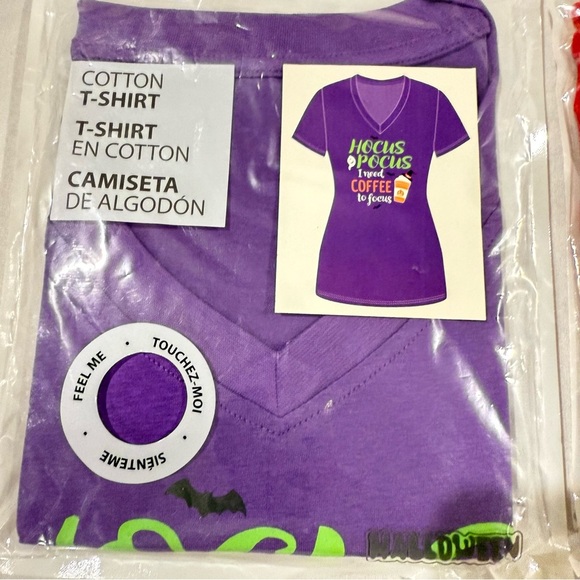 COTTON
T-SHIRT
T-SHIRT
EN COTTON
CAMISETA
DE ALGODÓN
HOCUS
POCUS
I need
COFFEE
to focus
FEEL ME • TOUCHEZ-MOI • SIÉNTEME •
HALLOWEEN